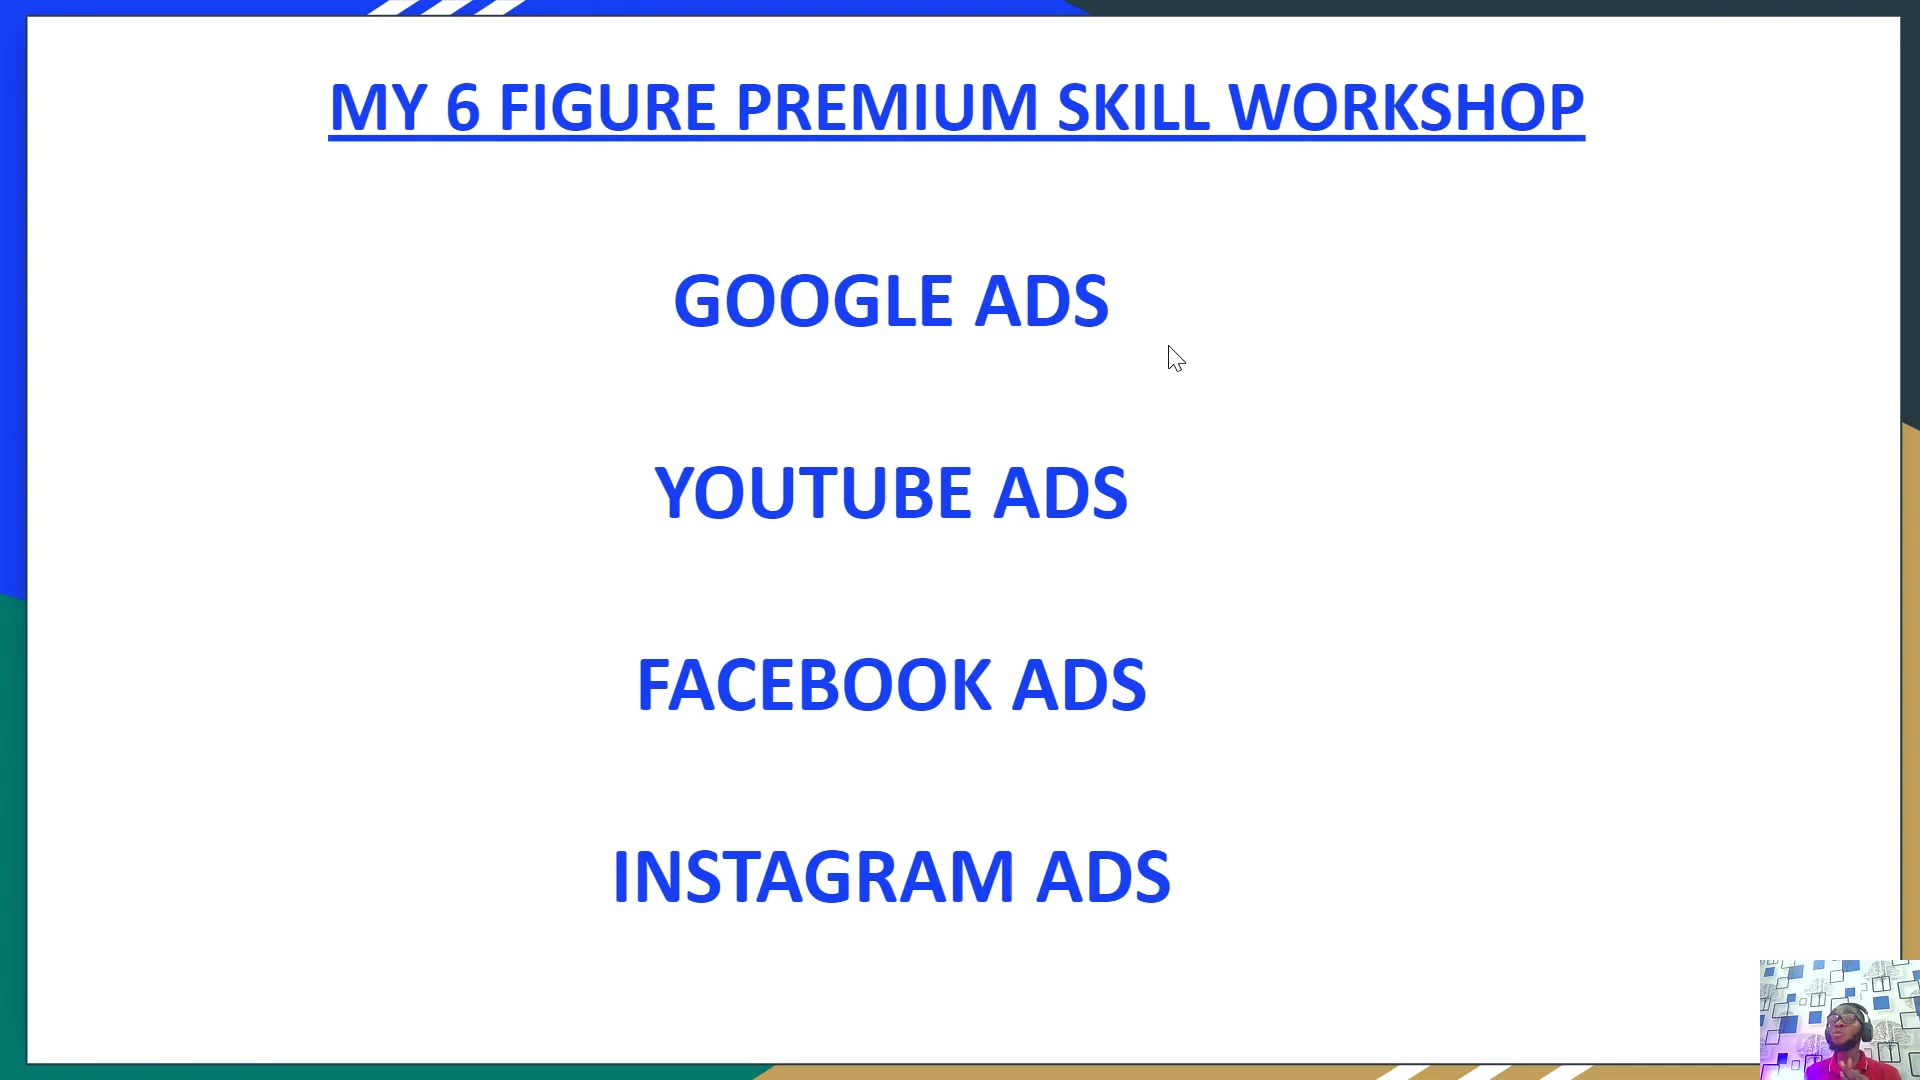 MY 6 FIGURE PREMIUM SKILL WORKSHOP
GOOGLE ADS
YOUTUBE ADS
FACEBOOK ADS
INSTAGRAM ADS